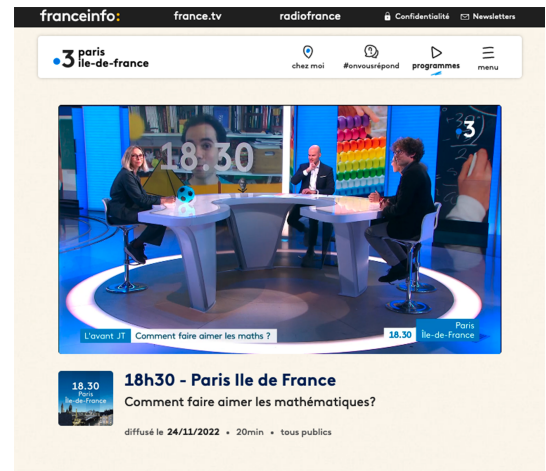 franceinfo: france.tv radiofrance Confidentialité Newsletters
3 paris
île-de-france
chez moi #onvousrépond programmes menu
18:30
3
L'avant JT Comment faire aimer les maths ?
18.30 Paris
Île-de-France
18.30
Paris
Île-de-France
18h30 - Paris Ile de France
Comment faire aimer les mathématiques?
diffusé le 24/11/2022 • 20min • tous publics